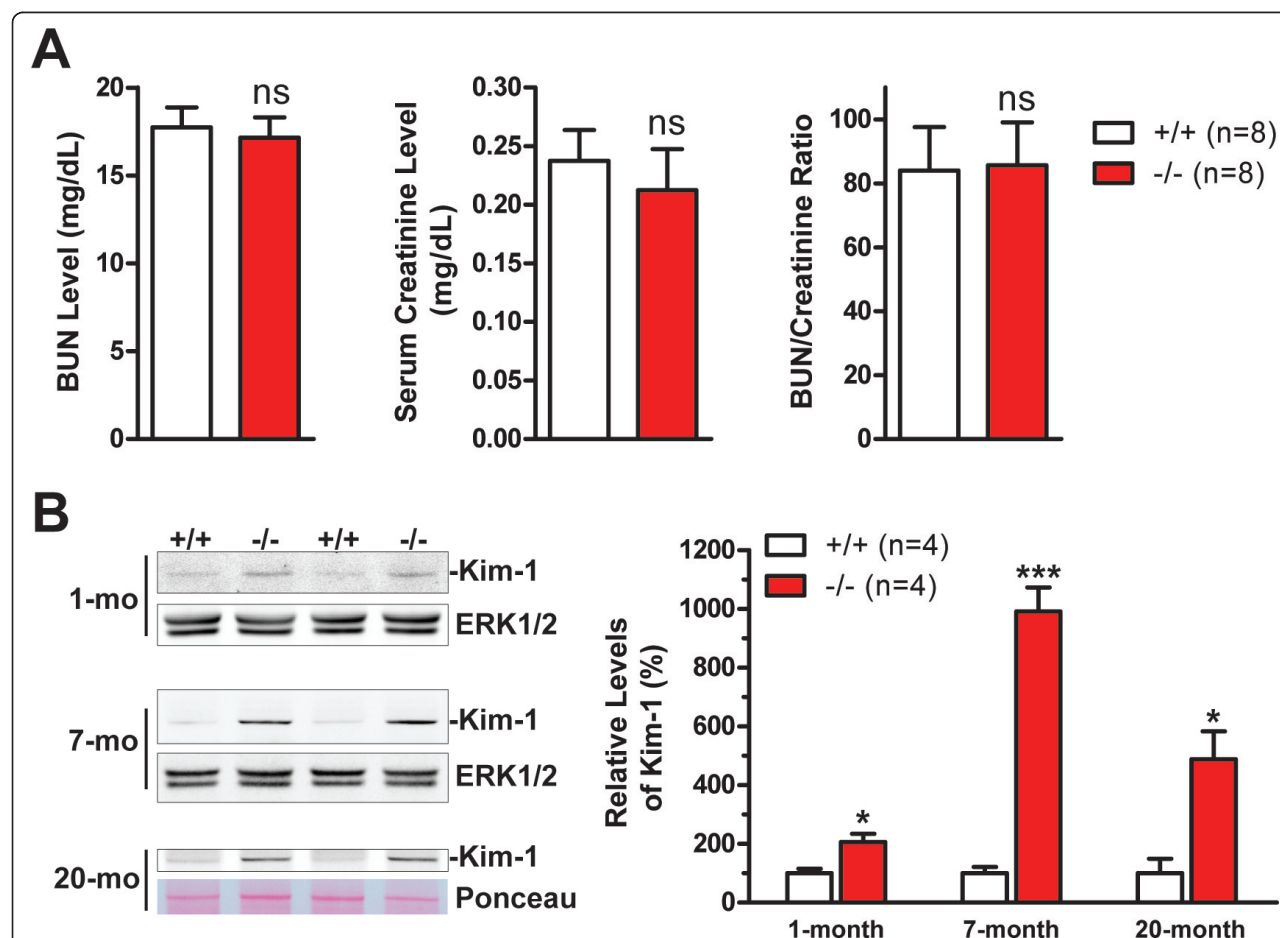 A
BUN Level (mg/dL)
20
15
10
5
0
ns
Serum Creatinine Level
(mg/dL)
0.30
0.25
0.20
0.15
0.10
0.05
0.00
ns
BUN/Creatinine Ratio
100
80
60
40
20
0
ns
+/+ (n=8)
-/- (n=8)
B
+/+ -/- +/+ -/-
1-mo
-Kim-1
ERK1/2
7-mo
-Kim-1
ERK1/2
20-mo
-Kim-1
Ponceau
Relative Levels
of Kim-1 (%)
1200
1000
800
600
400
200
0
+/+ (n=4)
-/- (n=4)
*
***
*
1-month 7-month 20-month